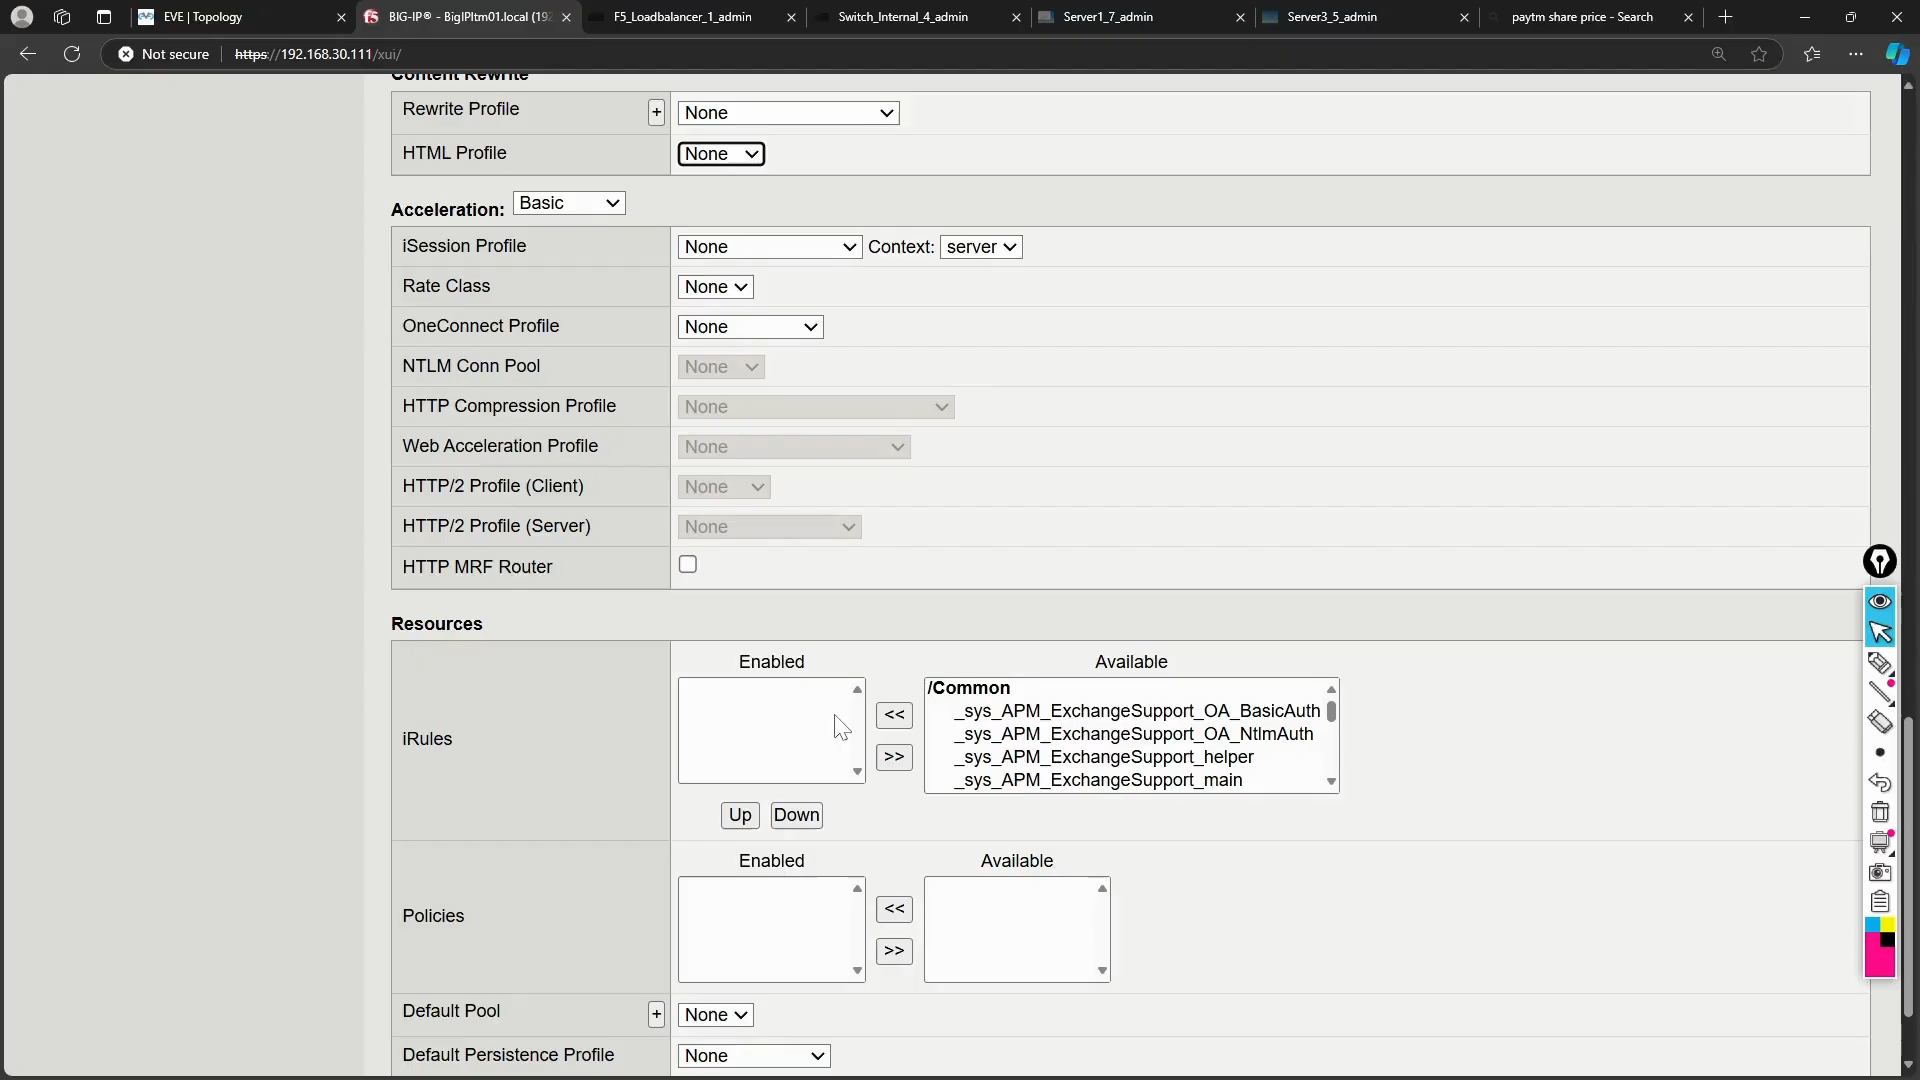 EVE | Topology
BIG-IP® - BigIPltm01.local (192
F5_Loadbalancer_1_admin
Switch_Internal_4_admin
Server1_7_admin
Server3_5_admin
paytm share price - Search
Not secure
https://192.168.30.111/xui/
Content Rewrite
Rewrite Profile + None
HTML Profile None
Acceleration: Basic
iSession Profile None Context: server
Rate Class None
OneConnect Profile None
NTLM Conn Pool None
HTTP Compression Profile None
Web Acceleration Profile None
HTTP/2 Profile (Client) None
HTTP/2 Profile (Server) None
HTTP MRF Router
Resources
Enabled Available
iRules
/Common
_sys_APM_ExchangeSupport_OA_BasicAuth
_sys_APM_ExchangeSupport_OA_NtlmAuth
_sys_APM_ExchangeSupport_helper
_sys_APM_ExchangeSupport_main
<<
>>
Up Down
Enabled Available
Policies
<<
>>
Default Pool + None
Default Persistence Profile None